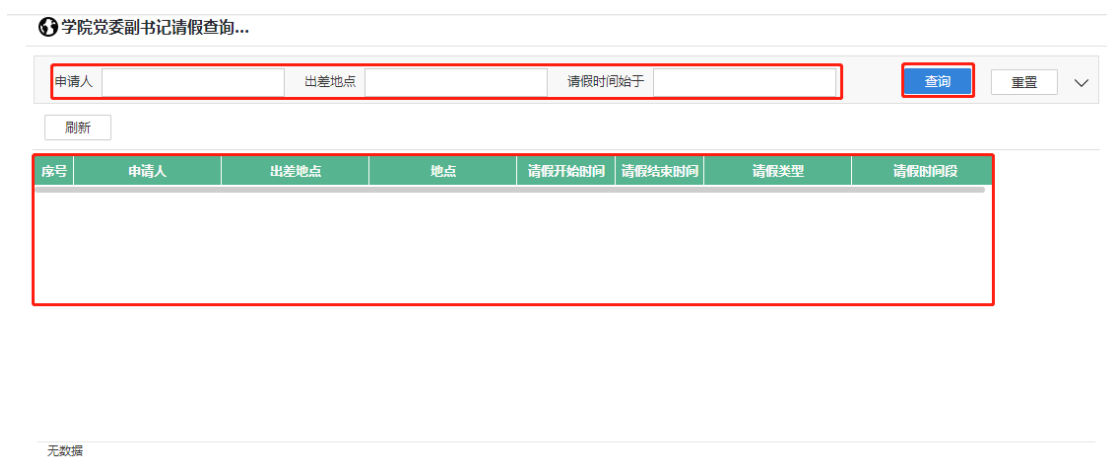 学院党委副书记请假查询...
申请人 出差地点 请假时间始于 查询 重置
刷新
序号 申请人 出差地点 地点 请假开始时间 请假结束时间 请假类型 请假时间段
无数据